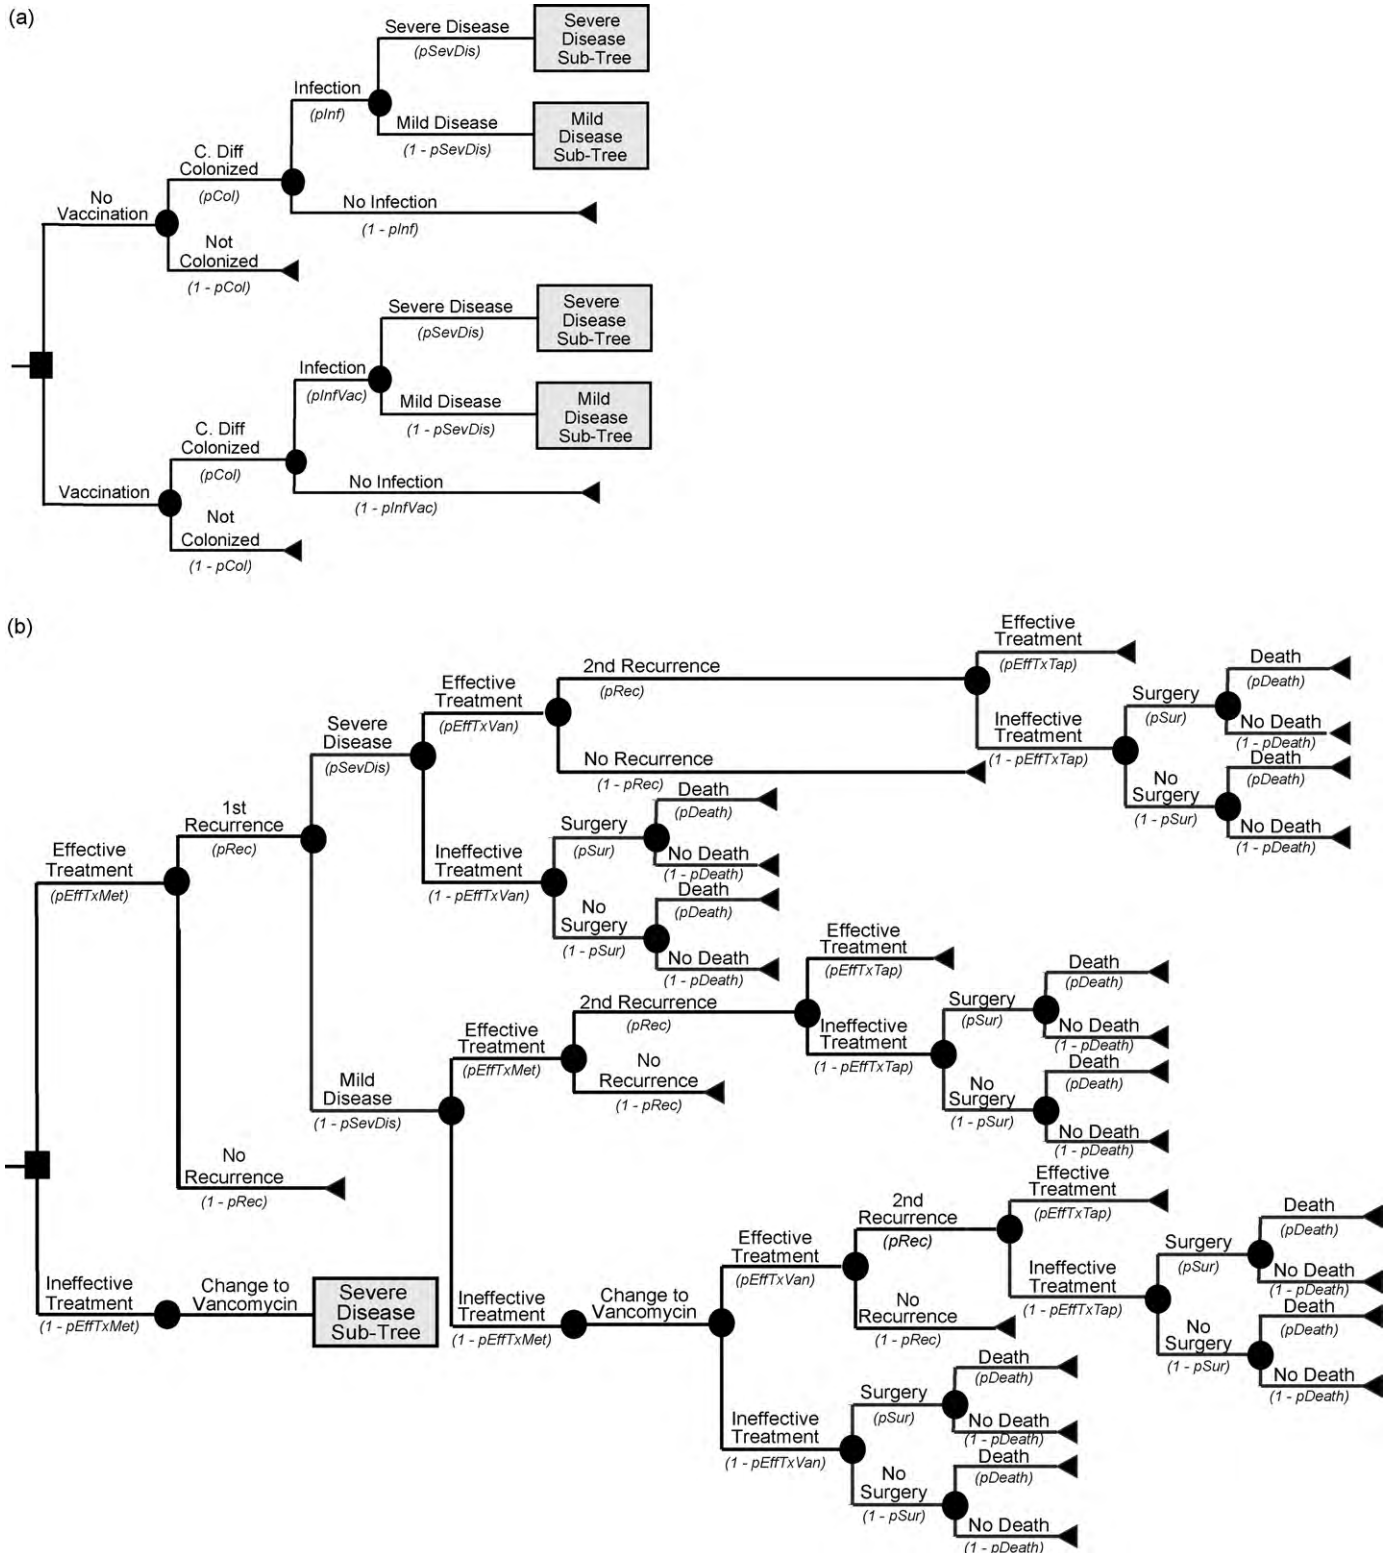 (a)
Severe Disease
(pSevDis)
Severe
Disease
Sub-Tree
Infection
(pInf)
Mild Disease
(1 - pSevDis)
Mild
Disease
Sub-Tree
C. Diff
Colonized
(pCol)
No
Vaccination
No Infection
(1 - pInf)
Not
Colonized
(1 - pCol)
Severe Disease
(pSevDis)
Severe
Disease
Sub-Tree
Infection
(pInfVac)
Mild Disease
(1 - pSevDis)
Mild
Disease
Sub-Tree
C. Diff
Colonized
(pCol)
Vaccination
No Infection
(1 - pInfVac)
Not
Colonized
(1 - pCol)
(b)
Effective
Treatment
(pEffTxTap)
2nd Recurrence
(pRec)
Death
(pDeath)
Effective
Treatment
(pEffTxVan)
Surgery
(pSur)
No Death
(1 - pDeath)
Ineffective
Treatment
(1 - pEffTxTap)
Severe
Disease
(pSevDis)
No Recurrence
(1 - pRec)
Death
(pDeath)
No
Surgery
(1 - pSur)
No Death
(1 - pDeath)
1st
Recurrence
(pRec)
Death
(pDeath)
Surgery
(pSur)
No Death
(1 - pDeath)
Effective
Treatment
(pEffTxMet)
Ineffective
Treatment
(1 - pEffTxVan)
Death
(pDeath)
No
Surgery
(1 - pSur)
No Death
(1 - pDeath)
Effective
Treatment
(pEffTxTap)
2nd Recurrence
(pRec)
Death
(pDeath)
Surgery
(pSur)
No Death
(1 - pDeath)
Effective
Treatment
(pEffTxMet)
Ineffective
Treatment
(1 - pEffTxTap)
No
Recurrence
(1 - pRec)
Death
(pDeath)
No
Surgery
(1 - pSur)
No Death
(1 - pDeath)
Mild
Disease
(1 - pSevDis)
No
Recurrence
(1 - pRec)
Effective
Treatment
(pEffTxTap)
2nd
Recurrence
(pRec)
Death
(pDeath)
Effective
Treatment
(pEffTxVan)
Surgery
(pSur)
No Death
(1 - pDeath)
Ineffective
Treatment
(1 - pEffTxTap)
Ineffective
Treatment
(1 - pEffTxMet)
Change to
Vancomycin
Severe
Disease
Sub-Tree
Ineffective
Treatment
(1 - pEffTxMet)
Change to
Vancomycin
No
Recurrence
(1 - pRec)
Death
(pDeath)
No
Surgery
(1 - pSur)
No Death
(1 - pDeath)
Death
(pDeath)
Surgery
(pSur)
No Death
(1 - pDeath)
Ineffective
Treatment
(1 - pEffTxVan)
Death
(pDeath)
No
Surgery
(1 - pSur)
No Death
(1 - pDeath)